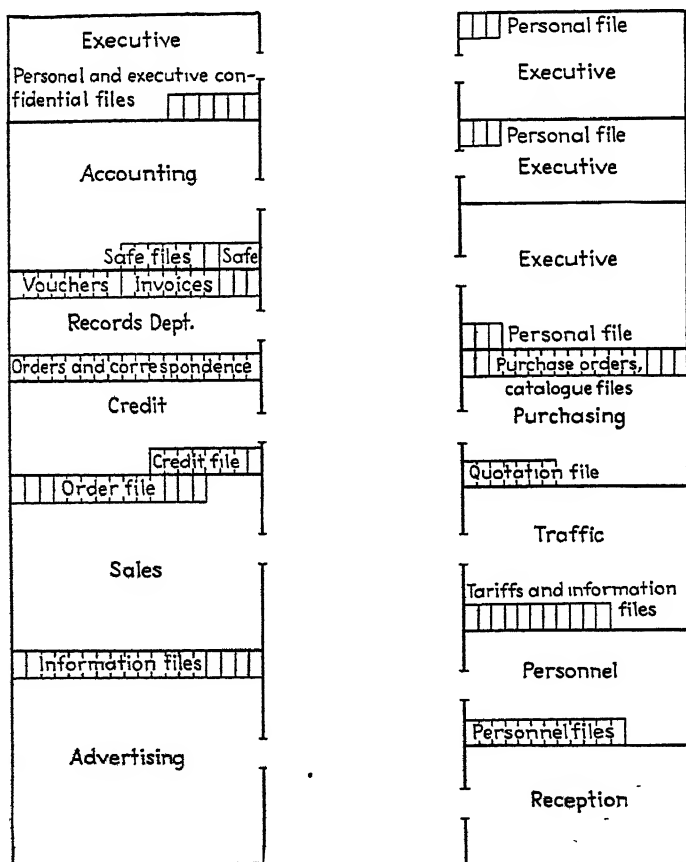 Executive
Personal and executive con-
fidential files
Accounting
Safe files Safe
Vouchers Invoices
Records Dept.
Orders and correspondence
Credit
Credit file
Order file
Sales
Information files
Advertising
Personal file
Executive
Personal file
Executive
Executive
Personal file
Purchase orders,
catalogue files
Purchasing
Quotation file
Traffic
Tariffs and information
files
Personnel
Personnel files
Reception